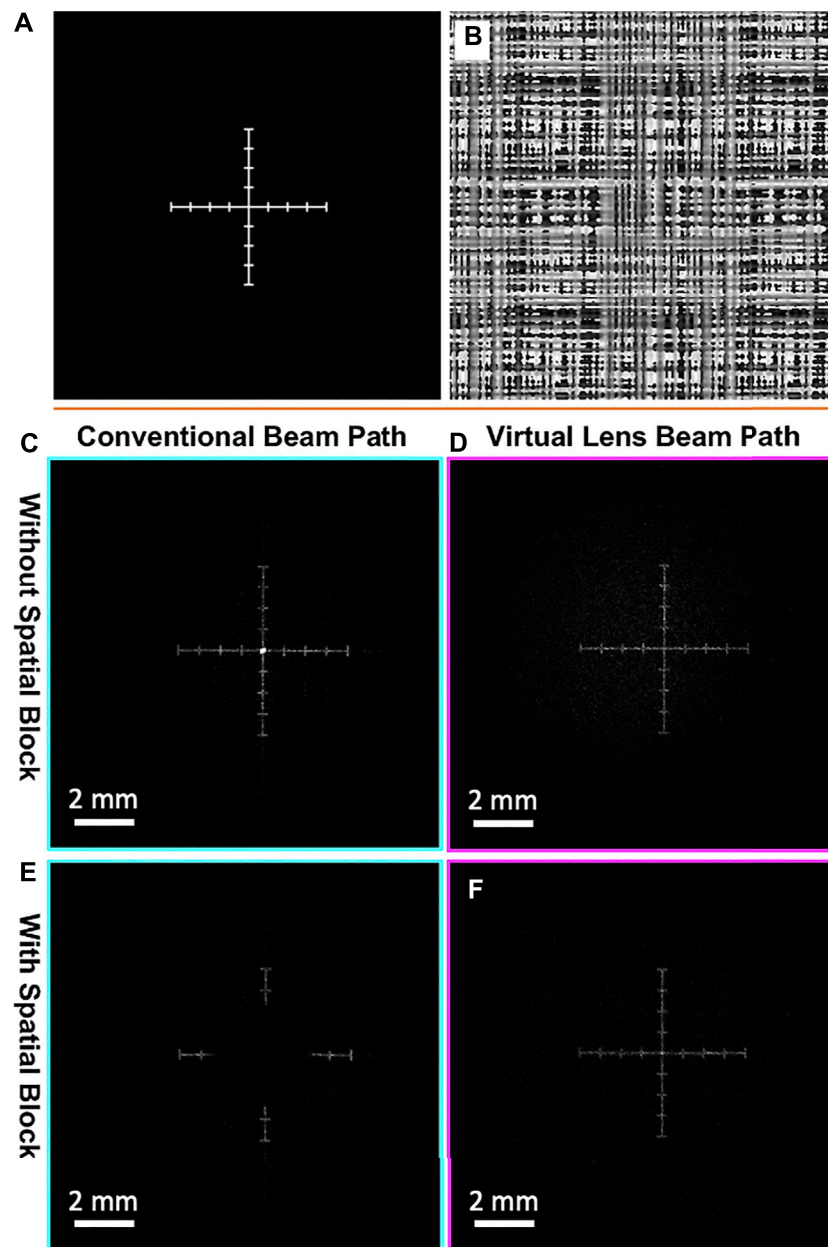 A
B
Conventional Beam Path
Virtual Lens Beam Path
Without Spatial Block
C
2 mm
D
2 mm
With Spatial Block
E
2 mm
F
2 mm